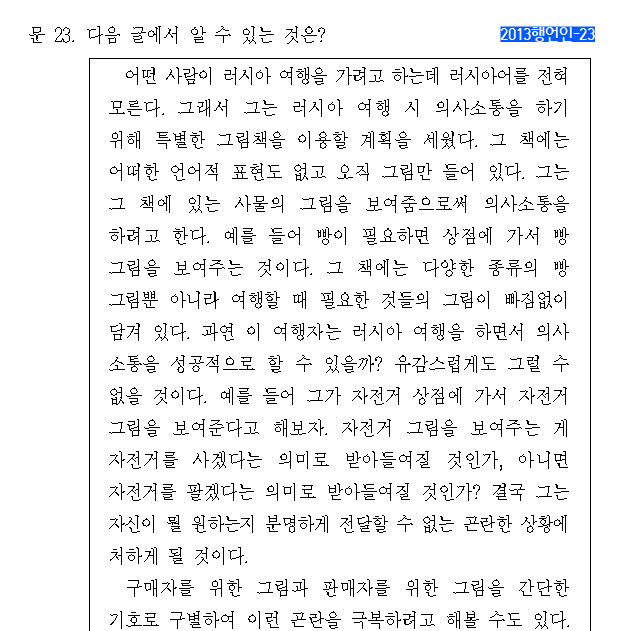 문 23. 다음 글에서 알 수 있는 것은?
2013행언인-23
어떤 사람이 러시아 여행을 가려고 하는데 러시아어를 전혀
모른다. 그래서 그는 러시아 여행 시 의사소통을 하기
위해 특별한 그림책을 이용할 계획을 세웠다. 그 책에는
어떠한 언어적 표현도 없고 오직 그림만 들어 있다. 그는
그 책에 있는 사물의 그림을 보여줌으로써 의사소통을
하려고 한다. 예를 들어 빵이 필요하면 상점에 가서 빵
그림을 보여주는 것이다. 그 책에는 다양한 종류의 빵
그림뿐 아니라 여행할 때 필요한 것들의 그림이 빠짐없이
담겨 있다. 과연 이 여행자는 러시아 여행을 하면서 의사
소통을 성공적으로 할 수 있을까? 유감스럽게도 그럴 수
없을 것이다. 예를 들어 그가 자전거 상점에 가서 자전거
그림을 보여준다고 해보자. 자전거 그림을 보여주는 게
자전거를 사겠다는 의미로 받아들여질 것인가, 아니면
자전거를 팔겠다는 의미로 받아들여질 것인가? 결국 그는
자신이 뭘 원하는지 분명하게 전달할 수 없는 곤란한 상황에
처하게 될 것이다.
구매자를 위한 그림과 판매자를 위한 그림을 간단한
기호로 구별하여 이런 곤란을 극복하려고 해볼 수도 있다.